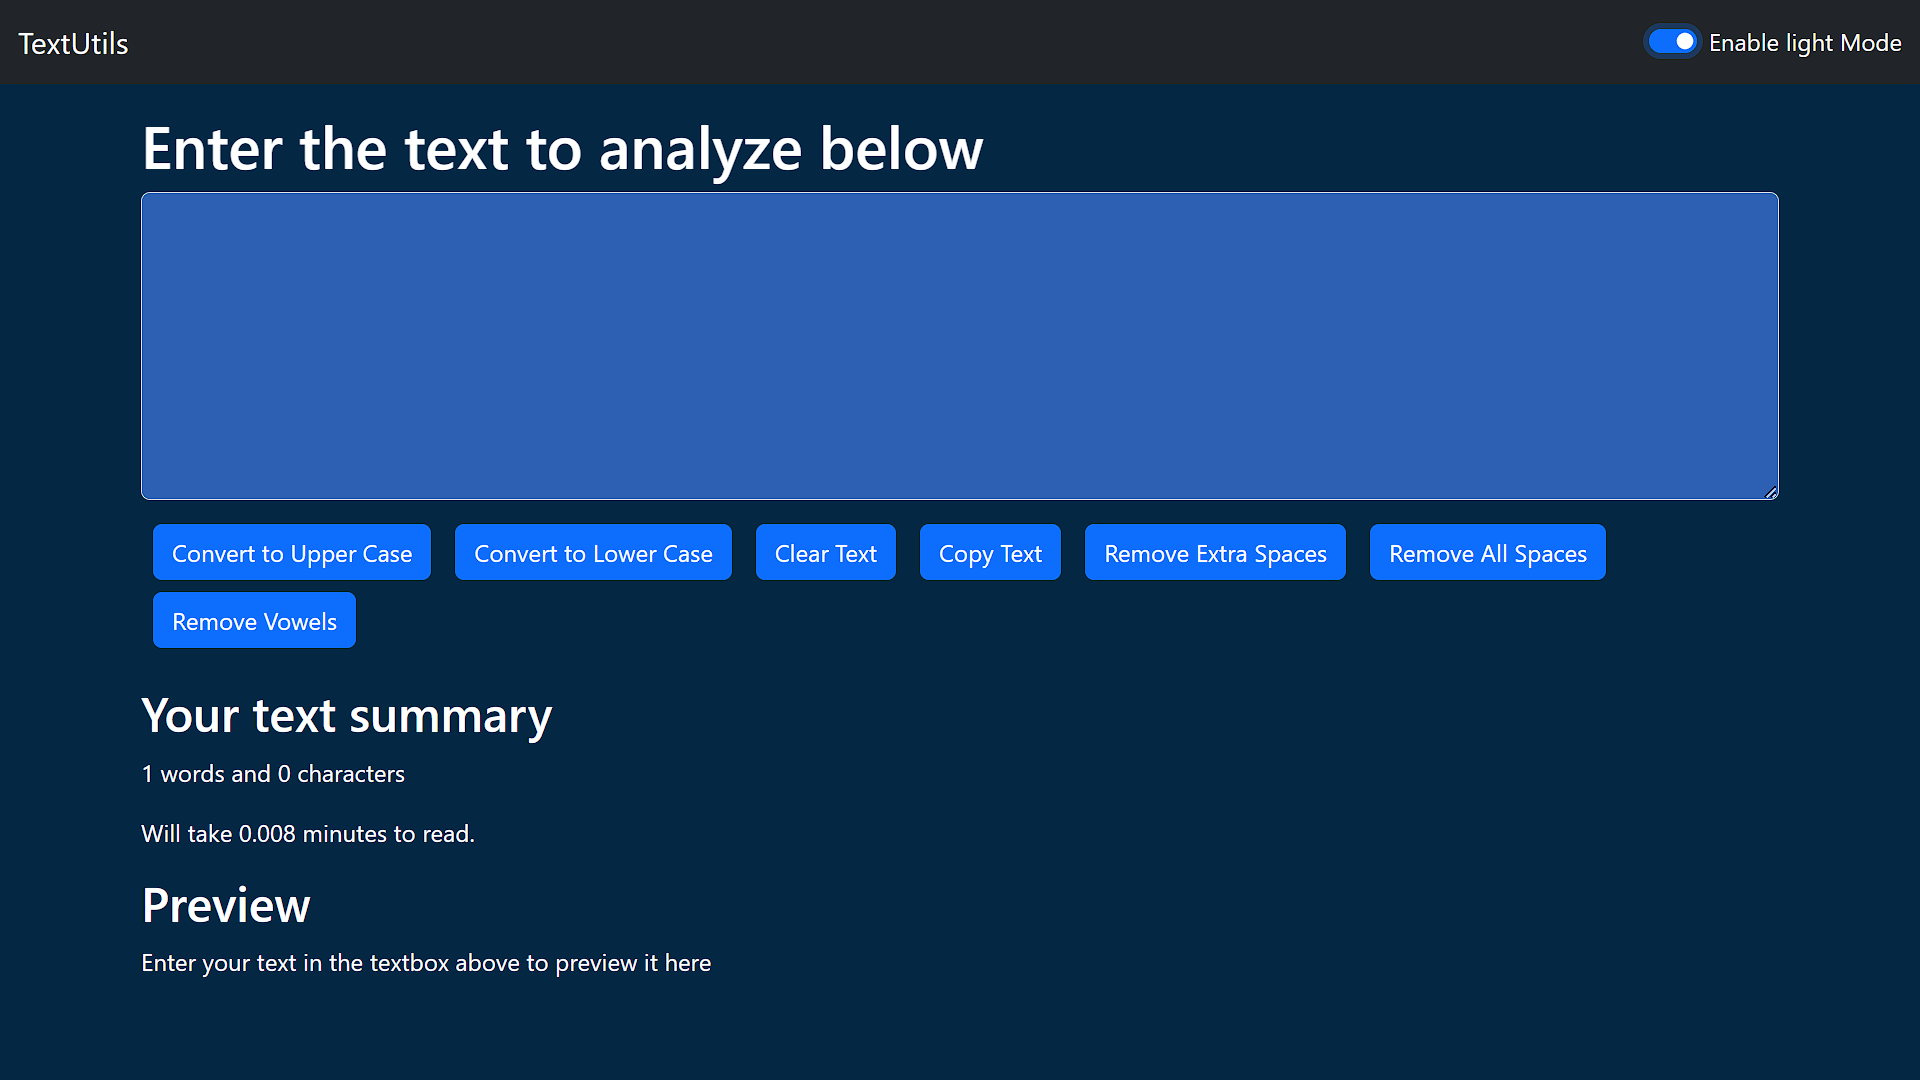 TextUtils
Enable light Mode
Enter the text to analyze below
Convert to Upper Case
Convert to Lower Case
Clear Text
Copy Text
Remove Extra Spaces
Remove All Spaces
Remove Vowels
Your text summary
1 words and 0 characters
Will take 0.008 minutes to read.
Preview
Enter your text in the textbox above to preview it here